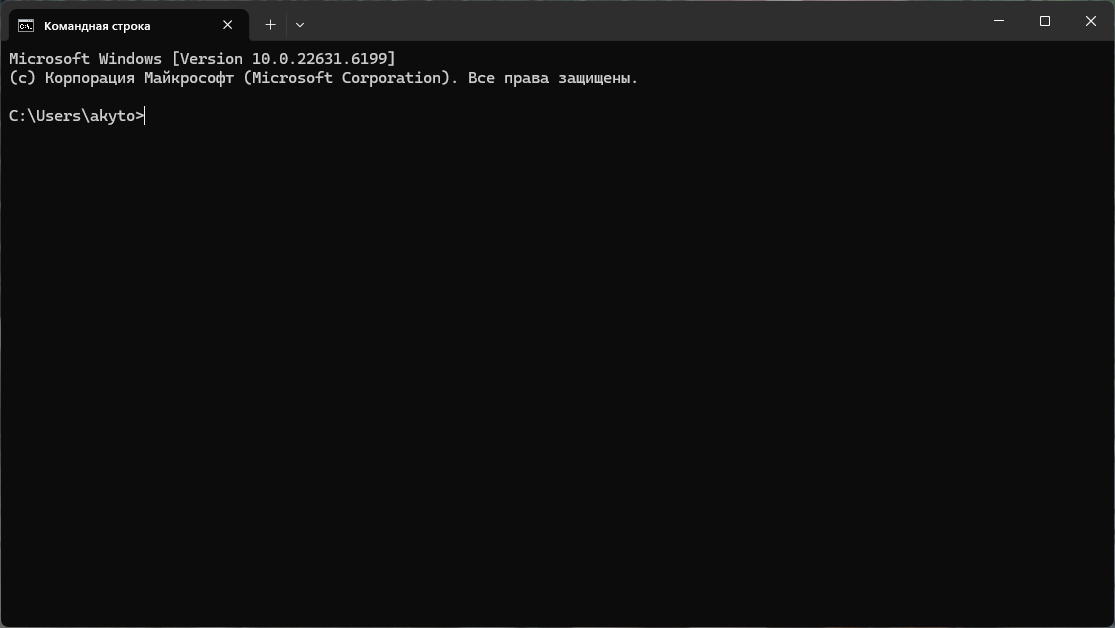 Командная строка
Microsoft Windows [Version 10.0.22631.6199]
(c) Корпорация Майкрософт (Microsoft Corporation). Все права защищены.
C:\Users\akyto>